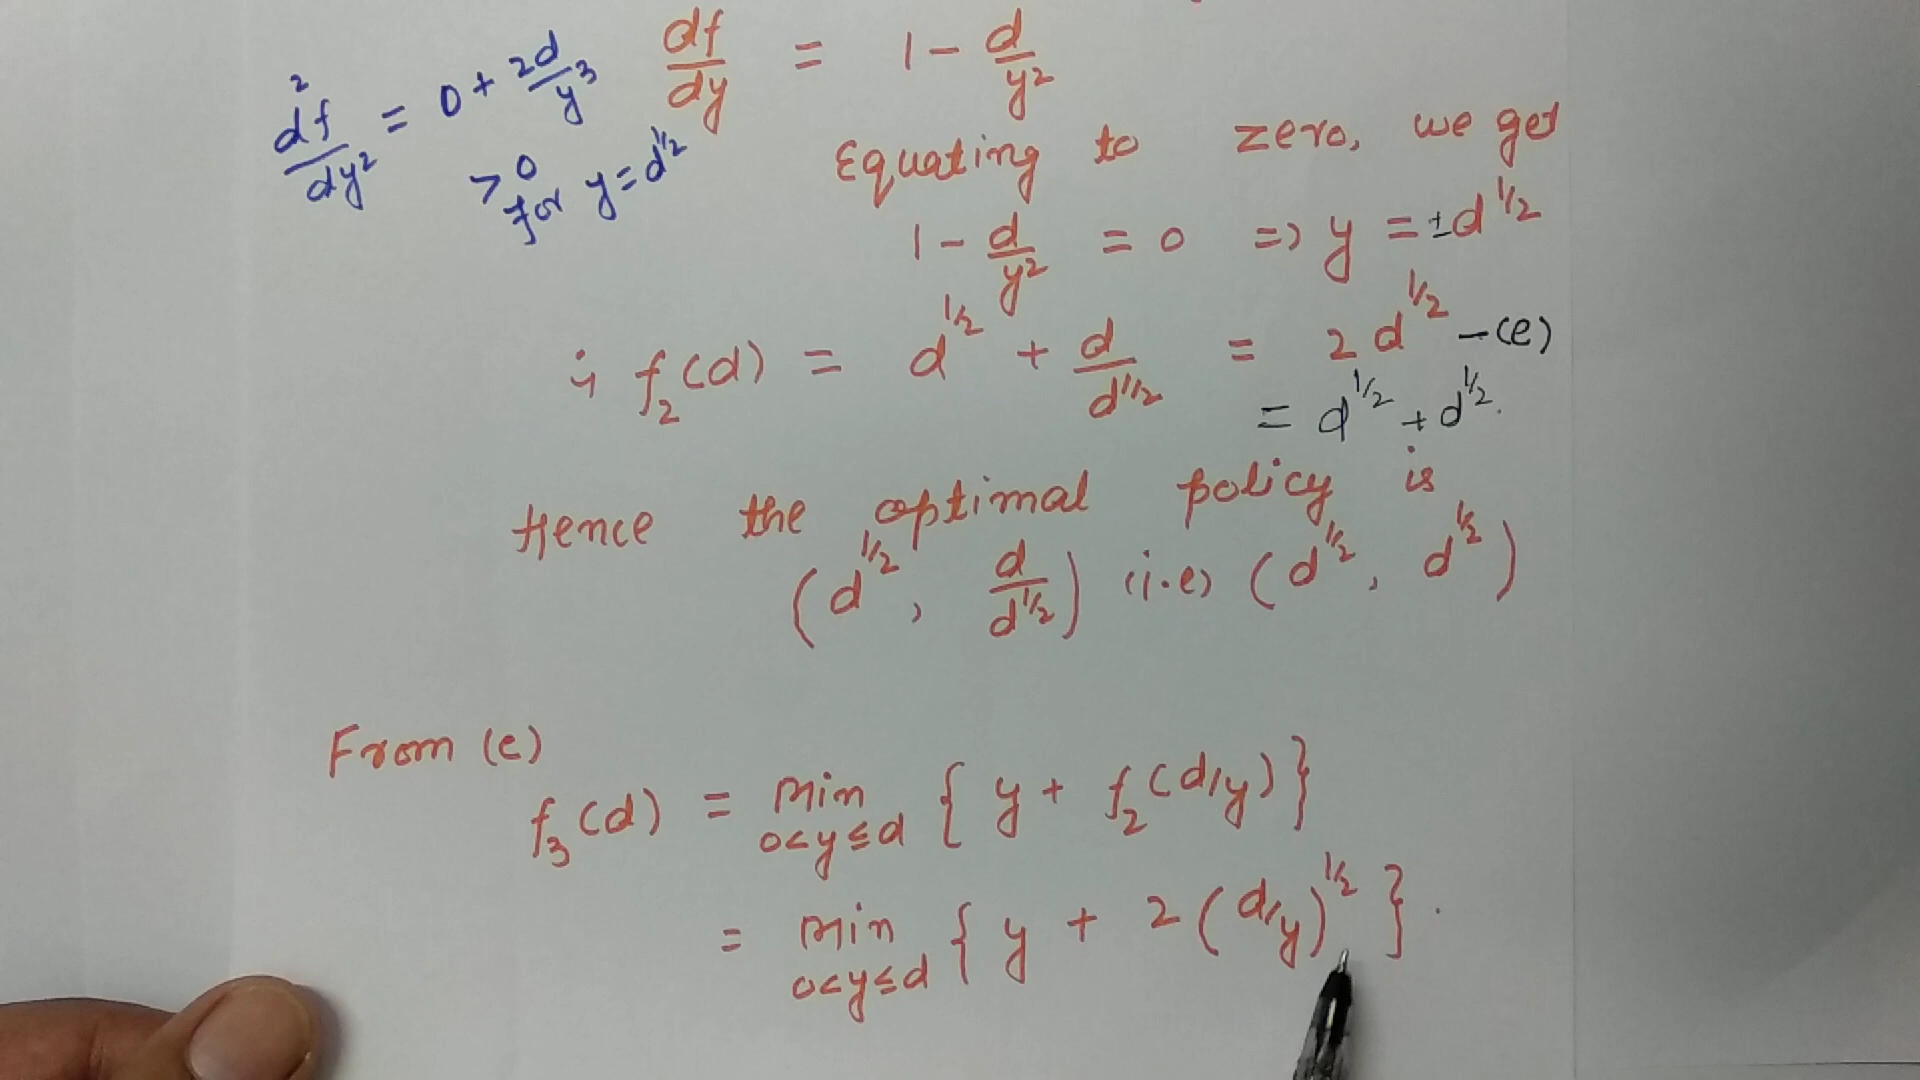 d²f/dy² = 0 + 2d/y³
> 0
for y = d^1/2
df/dy = 1 - d/y²
Equating to zero, we get
1 - d/y² = 0 => y = ±d^1/2
f₂(d) = d^1/2 + d/d^1/2 = 2d^1/2 -(e)
= d^1/2 + d^1/2.
Hence the optimal policy is
(d^1/2, d/d^1/2) (i.e) (d^1/2, d^1/2)
From (e)
f₃(d) = min 0<y≤d { y + f₂(d/y) }
= min 0<y≤d { y + 2(d/y)^1/2 }.